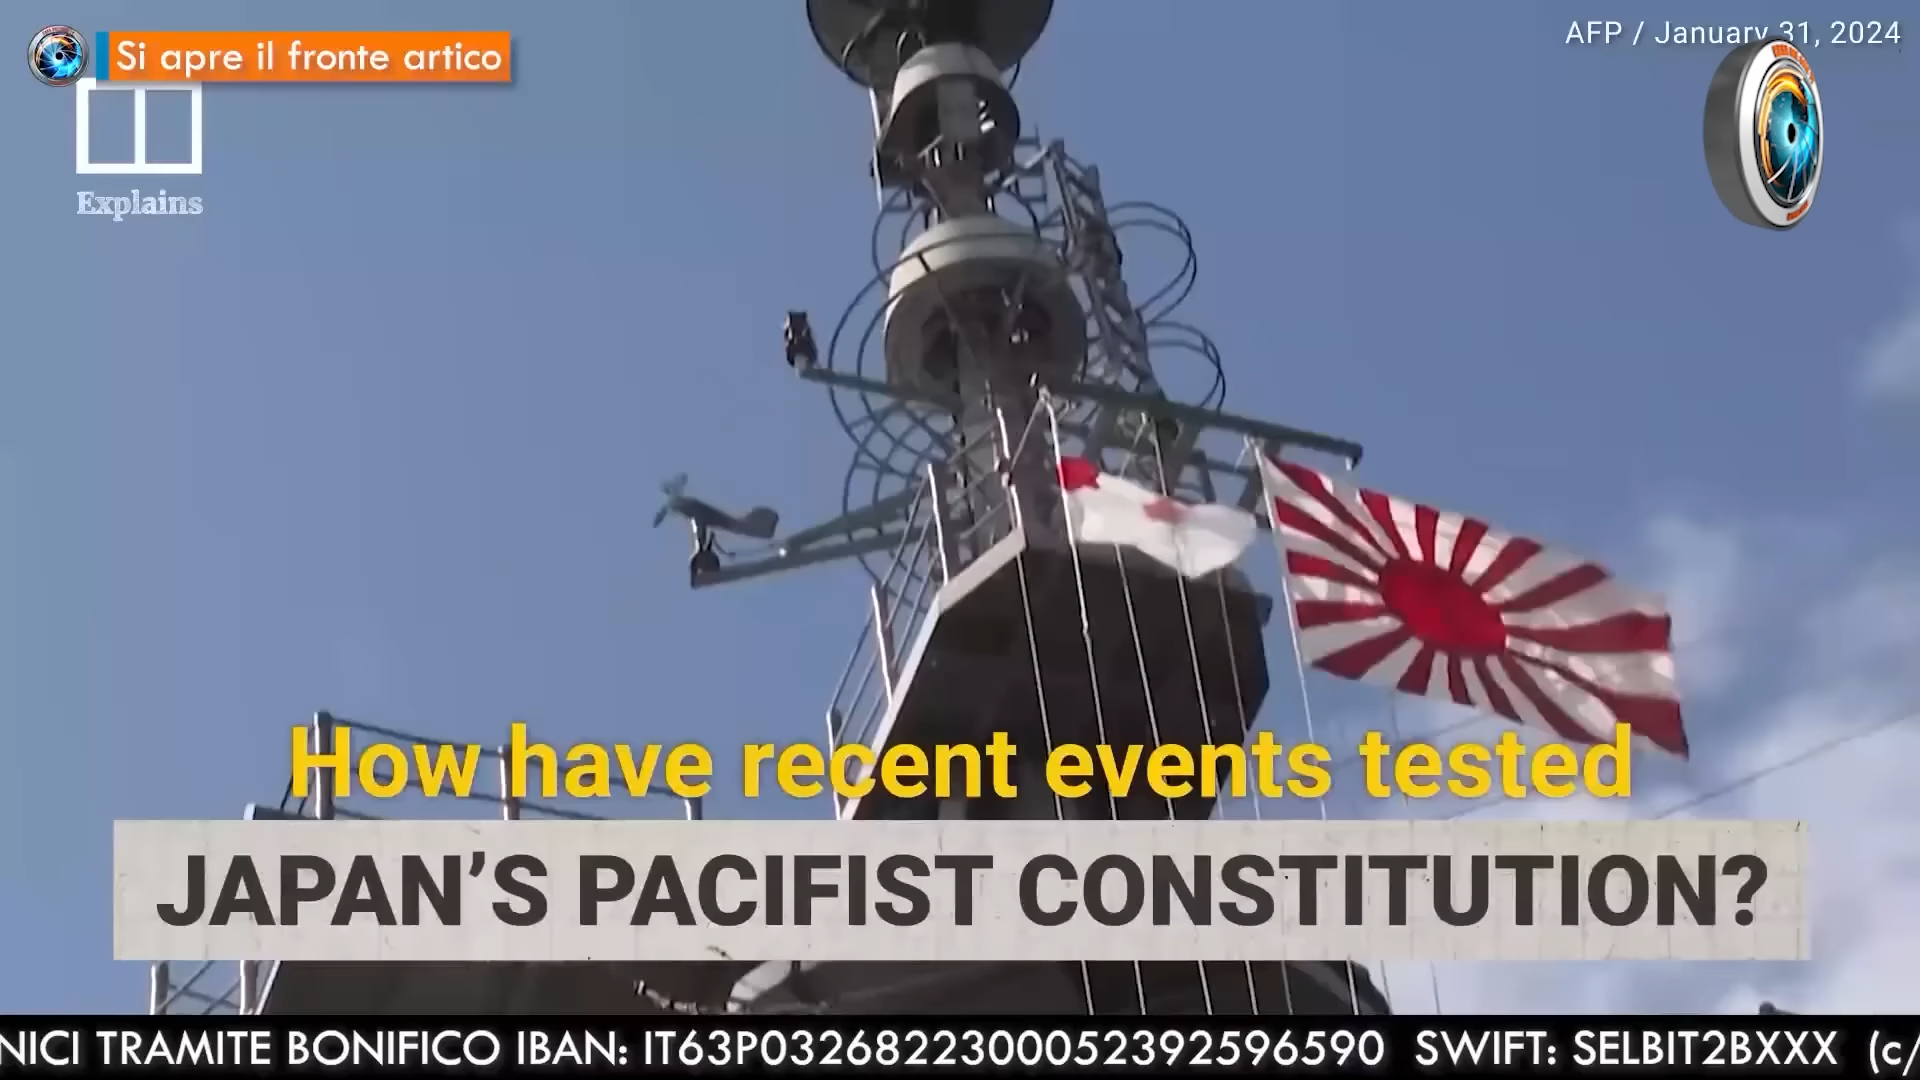 Si apre il fronte artico
AFP / January 31, 2024
Explains
How have recent events tested
JAPAN’S PACIFIST CONSTITUTION?
NICI TRAMITE BONIFICO IBAN: IT63P0326822300052392596590 SWIFT: SELBIT2BXXX (c/